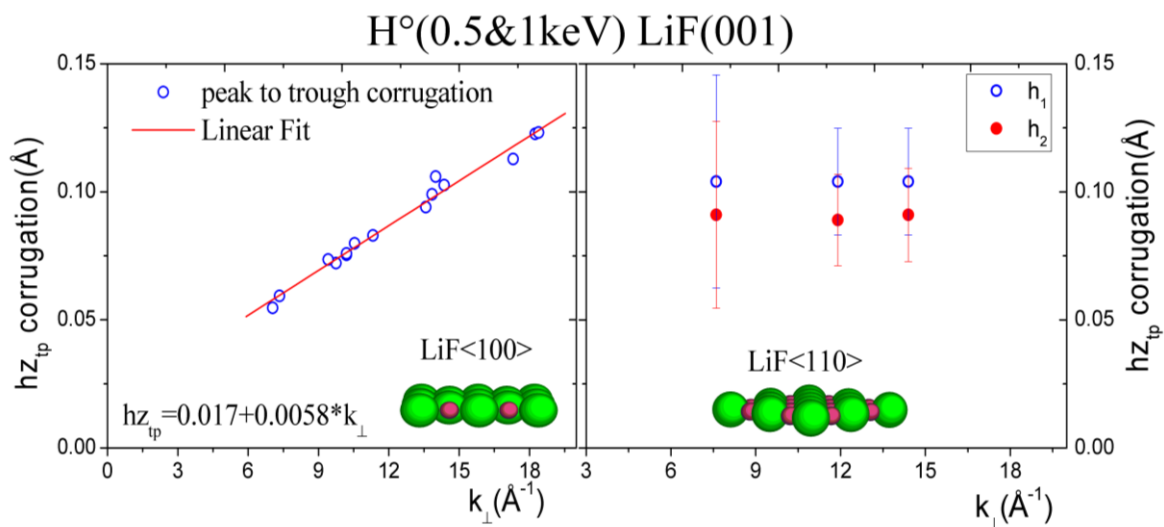 H°(0.5&1keV) LiF(001)
hz_tp corrugation(Å)
0.15
0.10
0.05
0.00
peak to trough corrugation
Linear Fit
LiF<100>
hz_tp=0.017+0.0058*k_⊥
0 3 6 9 12 15 18
k_⊥(Å⁻¹)
h₁
h₂
LiF<110>
3 6 9 12 15 18
k_⊥(Å⁻¹)
0.15
0.10
0.05
0.00
hz_tp corrugation(Å)